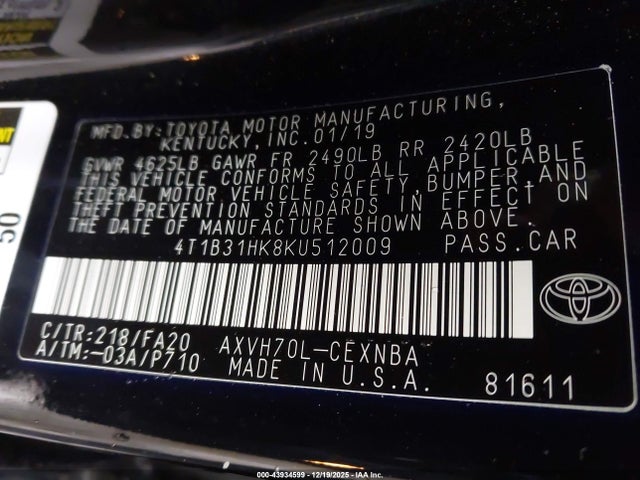 MFD.BY:TOYOTA MOTOR MANUFACTURING,
KENTUCKY,INC.01/19
GVWR 4625LB GAWR FR 2490LB RR 2420LB
THIS VEHICLE CONFORMS TO ALL APPLICABLE
FEDERAL MOTOR VEHICLE SAFETY,BUMPER,AND
THEFT PREVENTION STANDARDS IN EFFECT ON
THE DATE OF MANUFACTURE SHOWN ABOVE.
4T1B31HK8KU512009 PASS.CAR
C/TR:218/FA20 AXVH70L-CEXNBA
A/TM:-03A/P710 MADE IN U.S.A. 81611
50
000-43934599 - 12/19/2025 - IAA Inc.